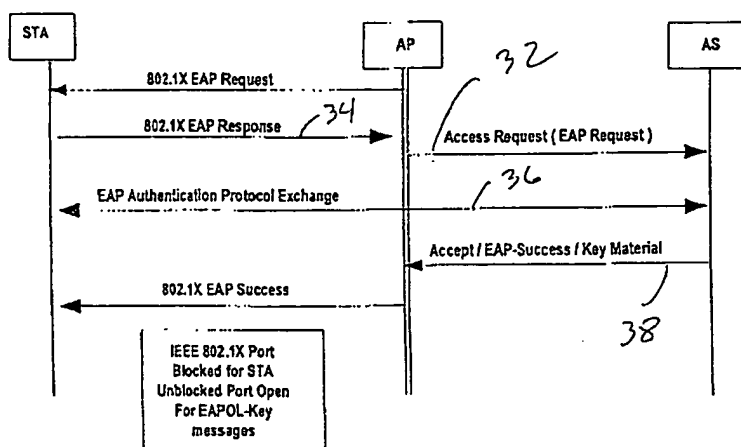 STA
AP
AS
802.1X EAP Request
32
34
802.1X EAP Response
Access Request ( EAP Request )
EAP Authentication Protocol Exchange
36
Accept / EAP-Success / Key Material
802.1X EAP Success
38
IEEE 802.1X Port
Blocked for STA
Unblocked Port Open
For EAPOL-Key
messages